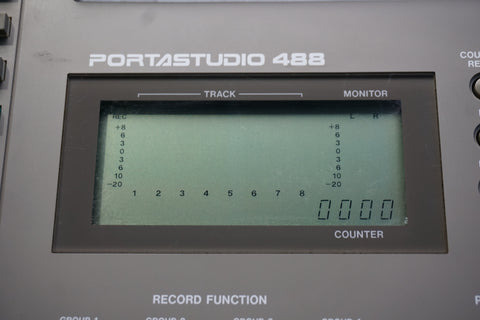 PORTASTUDIO 488
TRACK MONITOR
REC L R
+8 +8
6 6
3 3
0 0
3 3
6 6
10 10
-20 -20
1 2 3 4 5 6 7 8
0000
COUNTER
RECORD FUNCTION